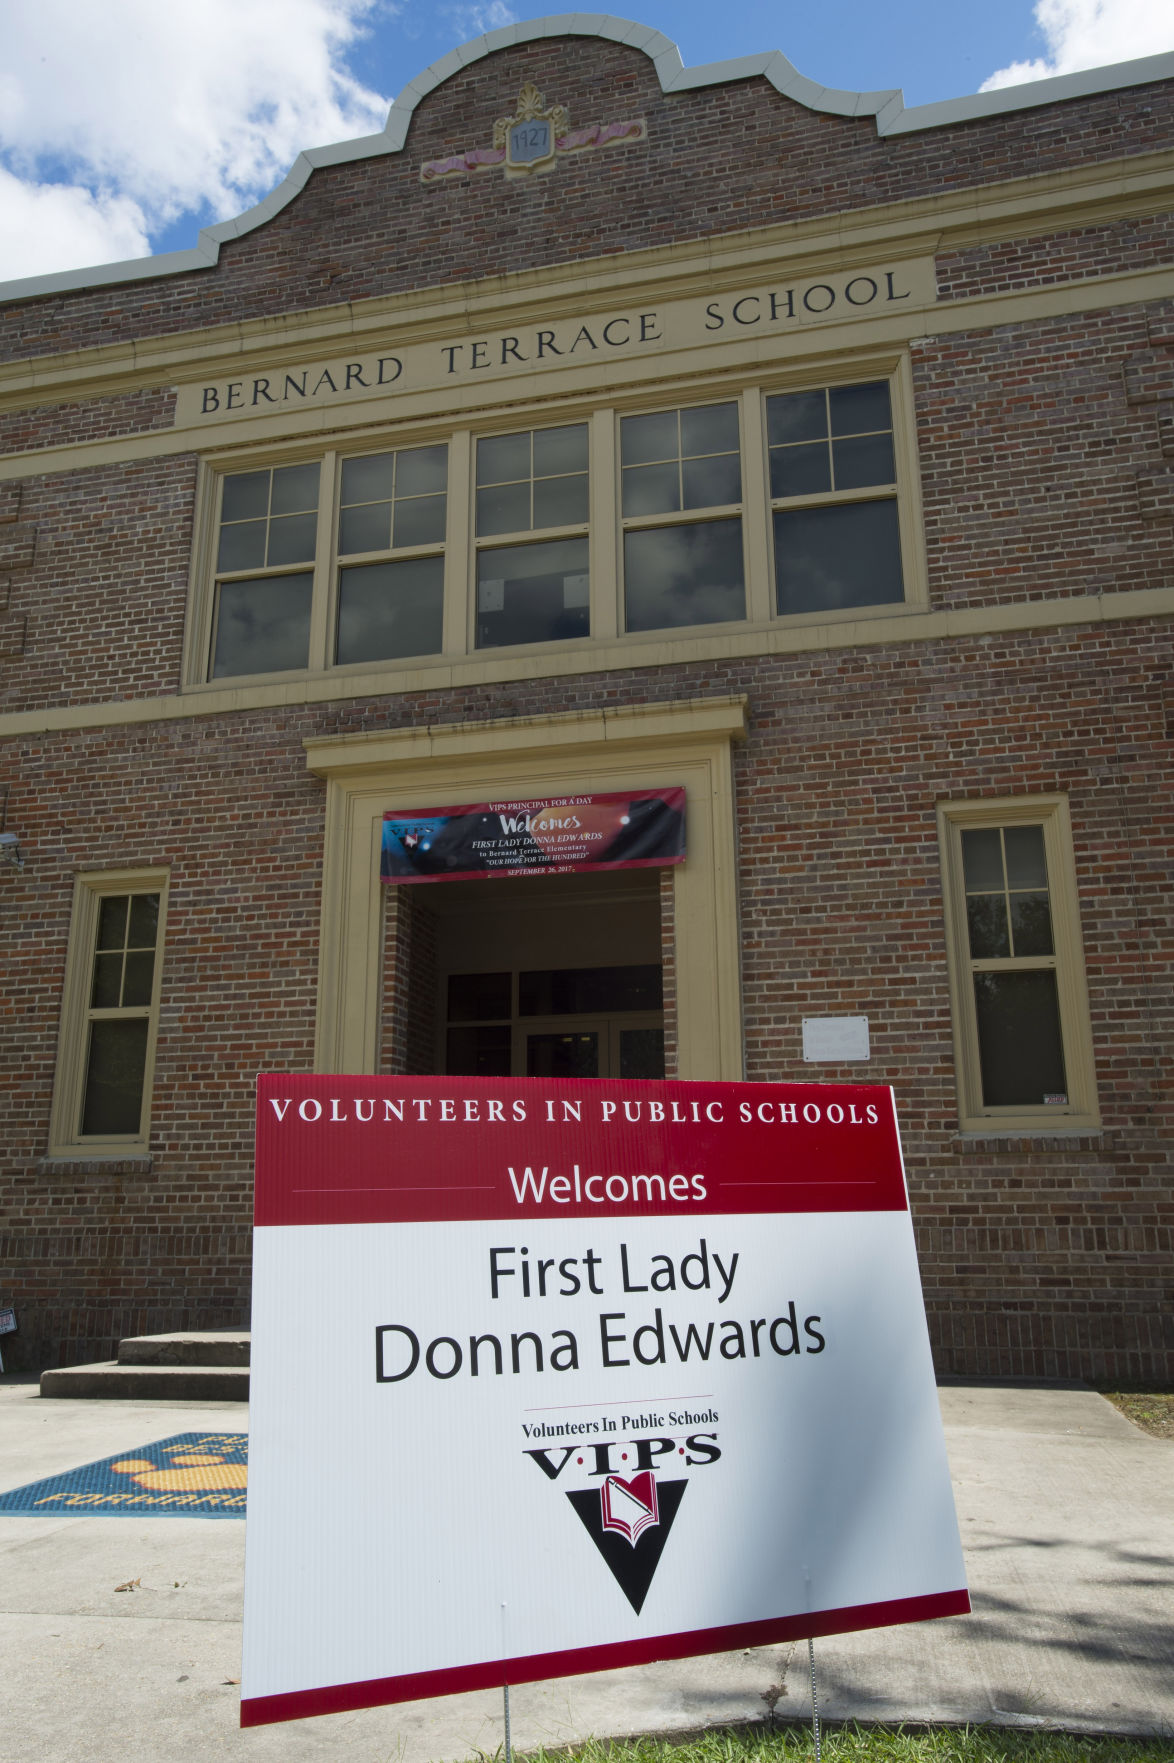 1927
BERNARD TERRACE SCHOOL
VIPS PRINCIPAL FOR A DAY
Welcomes
FIRST LADY DONNA EDWARDS
to Bernard Terrace Elementary
"OUR HOPE FOR THE HUNDRED"
SEPTEMBER 26, 2017
V·I·P·S
VOLUNTEERS IN PUBLIC SCHOOLS
Welcomes
First Lady
Donna Edwards
Volunteers In Public Schools
V·I·P·S
FORWARD